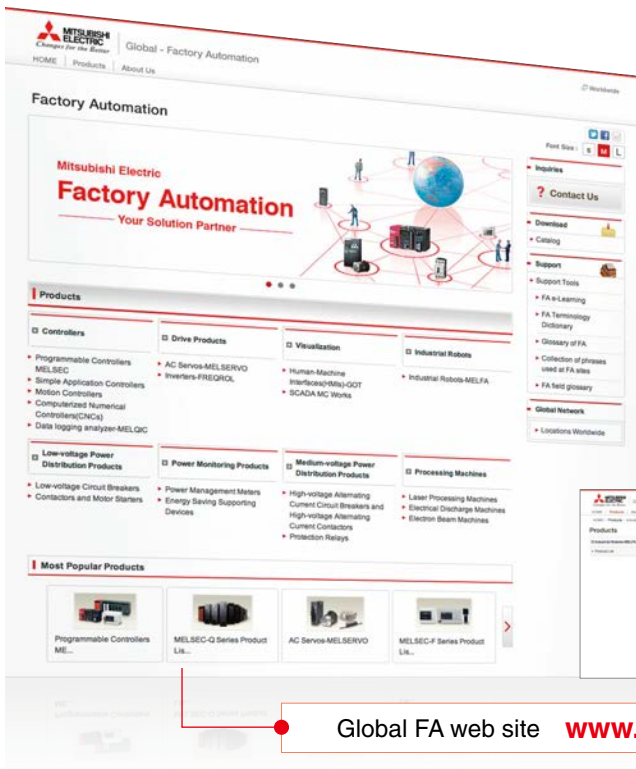 MITSUBISHI
ELECTRIC
Changes for the Better
Global - Factory Automation
Worldwide
HOME | Products | About Us
Factory Automation
Font Size : S M L
Mitsubishi Electric
Factory Automation
Your Solution Partner
Inquiries
? Contact Us
Download
Catalog
Support
Support Tools
FA e-Learning
FA Terminology
Dictionary
Glossary of FA
Collection of phrases
used at FA sites
FA field glossary
Global Network
Locations Worldwide
Products
Controllers
Programmable Controllers
MELSEC
Simple Application Controllers
Motion Controllers
Computerized Numerical
Controllers(CNCs)
Data logging analyzer-MELQIC
Drive Products
AC Servos-MELSERVO
Inverters-FREQROL
Visualization
Human-Machine
Interfaces(HMIs)-GOT
SCADA MC Works
Industrial Robots
Industrial Robots-MELFA
Low-voltage Power
Distribution Products
Low-voltage Circuit Breakers
Contactors and Motor Starters
Power Monitoring Products
Power Management Meters
Energy Saving Supporting
Devices
Medium-voltage Power
Distribution Products
High-voltage Alternating
Current Circuit Breakers and
High-voltage Alternating
Current Contactors
Protection Relays
Processing Machines
Laser Processing Machines
Electrical Discharge Machines
Electron Beam Machines
Most Popular Products
Programmable Controllers
ME...
MELSEC-Q Series Product
Lis...
AC Servos-MELSERVO
MELSEC-F Series Product
Lis...
Products
Global FA web site www.